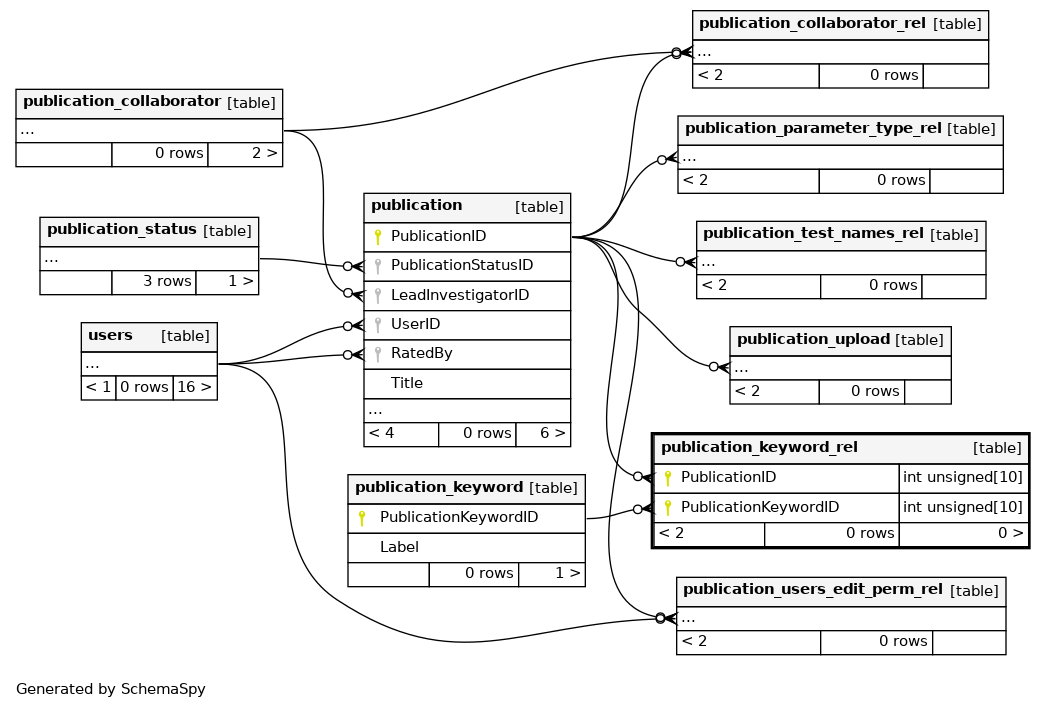 publication_collaborator_rel [table]
...
< 2 0 rows
publication_collaborator [table]
...
0 rows 2 >
publication_parameter_type_rel [table]
...
< 2 0 rows
publication [table]
PublicationID
PublicationStatusID
LeadInvestigatorID
UserID
RatedBy
Title
...
< 4 0 rows 6 >
publication_status [table]
...
3 rows 1 >
publication_test_names_rel [table]
...
< 2 0 rows
users [table]
...
< 1 0 rows 16 >
publication_upload [table]
...
< 2 0 rows
publication_keyword_rel [table]
PublicationID int unsigned[10]
PublicationKeywordID int unsigned[10]
< 2 0 rows 0 >
publication_keyword [table]
PublicationKeywordID
Label
0 rows 1 >
publication_users_edit_perm_rel [table]
...
< 2 0 rows
Generated by SchemaSpy